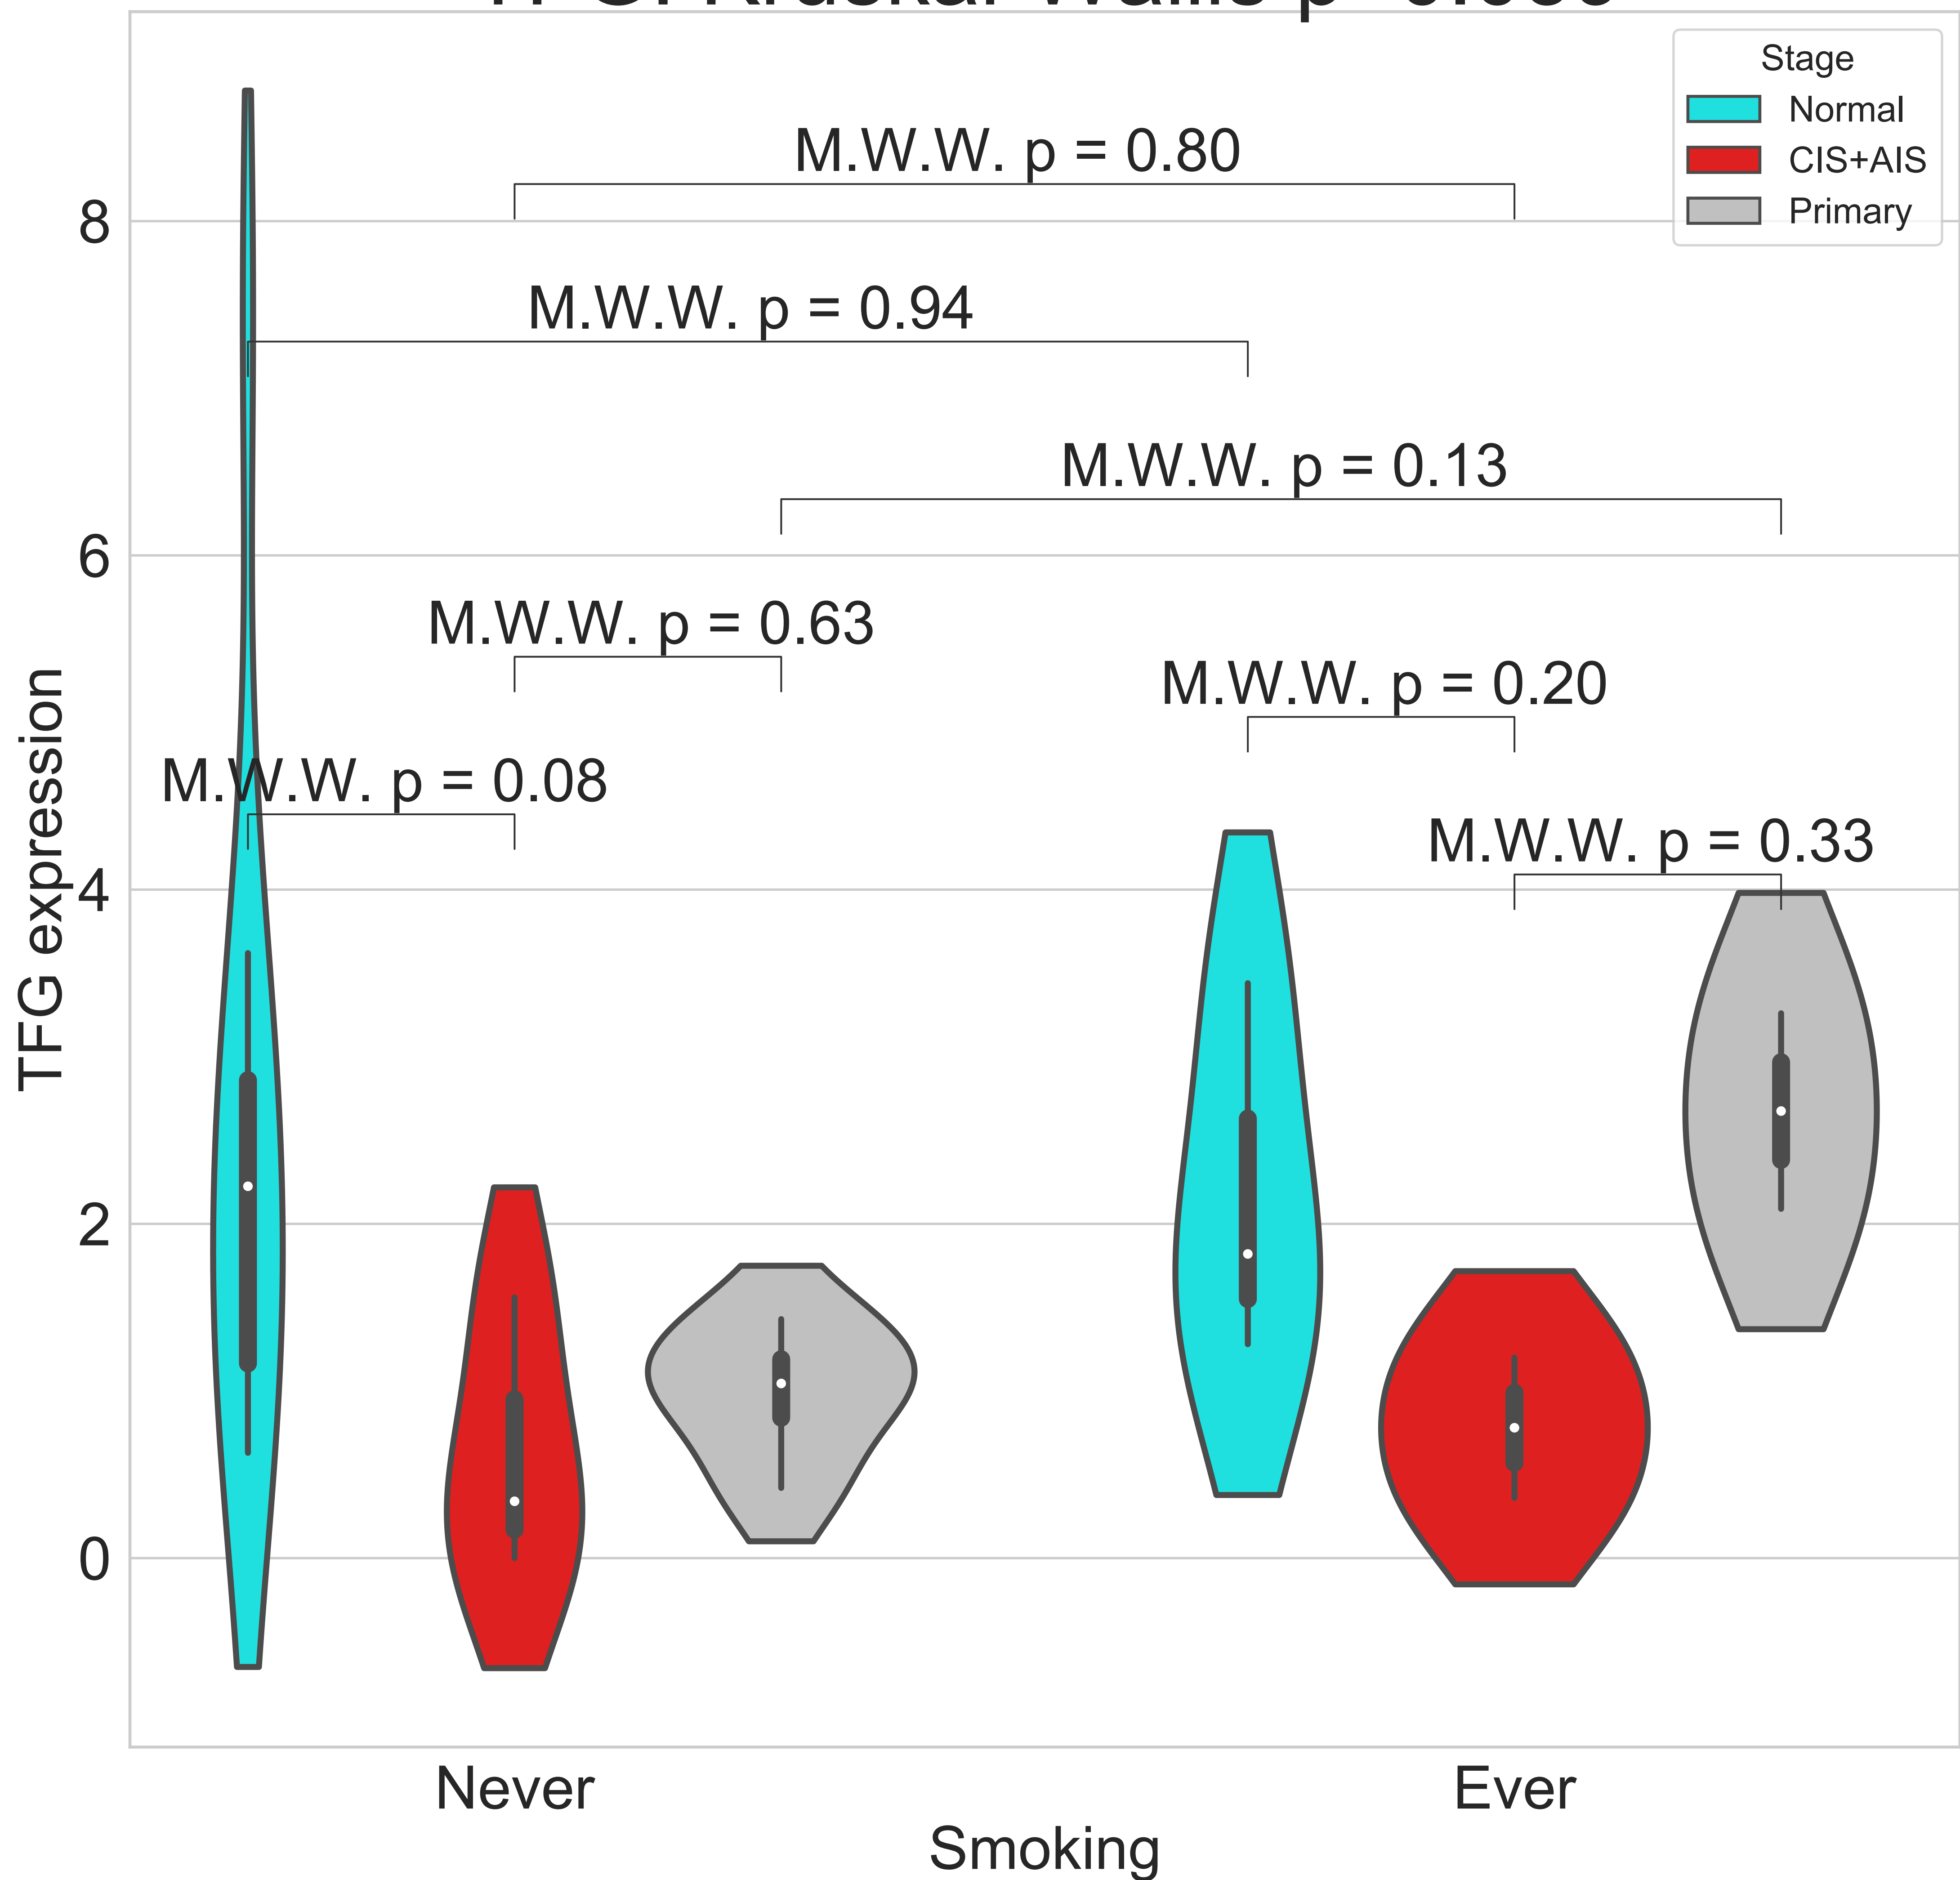 Stage
Normal
CIS+AIS
Primary
M.W.W. p = 0.80
M.W.W. p = 0.94
M.W.W. p = 0.13
M.W.W. p = 0.63
M.W.W. p = 0.20
M.W.W. p = 0.08
M.W.W. p = 0.33
8
6
4
2
0
TFG expression
Never
Ever
Smoking